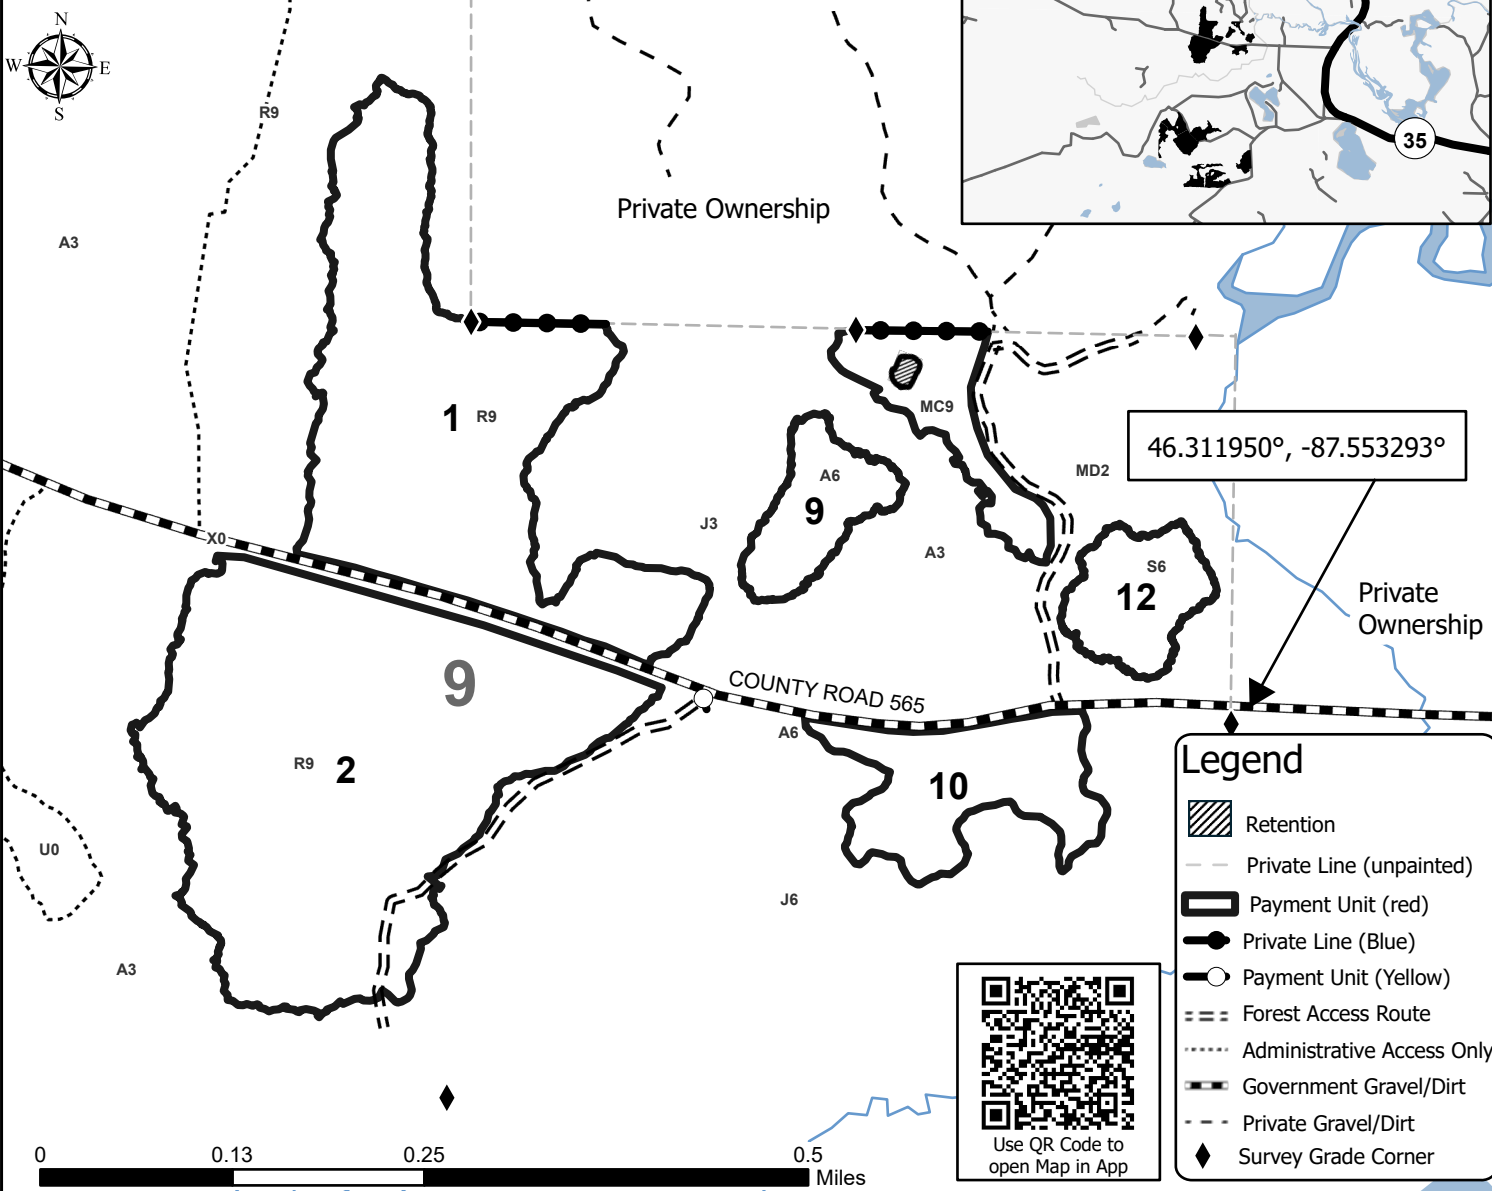 N
W E
S
R9
A3
Private Ownership
35
1 R9
MC9
A6
9
MD2
46.311950°, -87.553293°
J3
X0
A3
S6
12
Private
Ownership
9
COUNTY ROAD 565
A6
R9 2
10
U0
J6
A3
Legend
Retention
Private Line (unpainted)
Payment Unit (red)
Private Line (Blue)
Payment Unit (Yellow)
Forest Access Route
Administrative Access Only
Government Gravel/Dirt
Private Gravel/Dirt
Survey Grade Corner
Use QR Code to
open Map in App
0 0.13 0.25 0.5
Miles